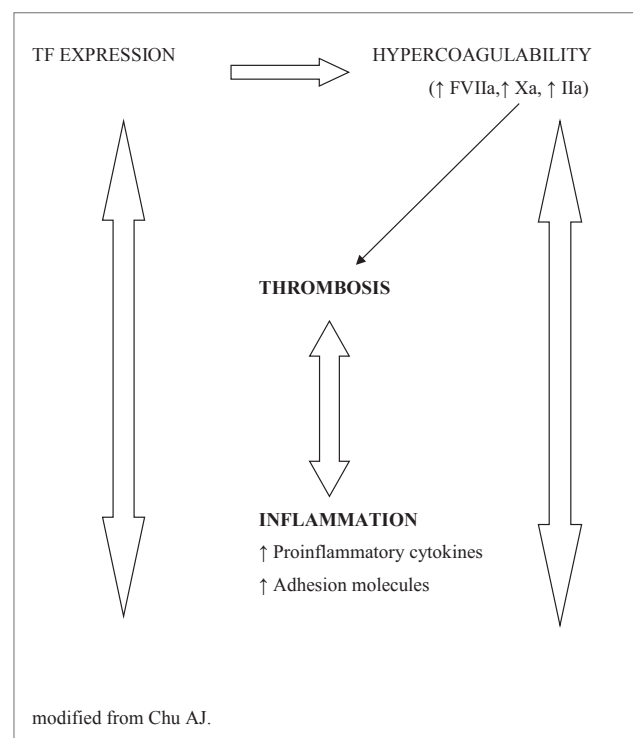 TF EXPRESSION
HYPERCOAGULABILITY
(↑ FVIIa,↑ Xa, ↑ IIa)
THROMBOSIS
INFLAMMATION
↑ Proinflammatory cytokines
↑ Adhesion molecules
modified from Chu AJ.